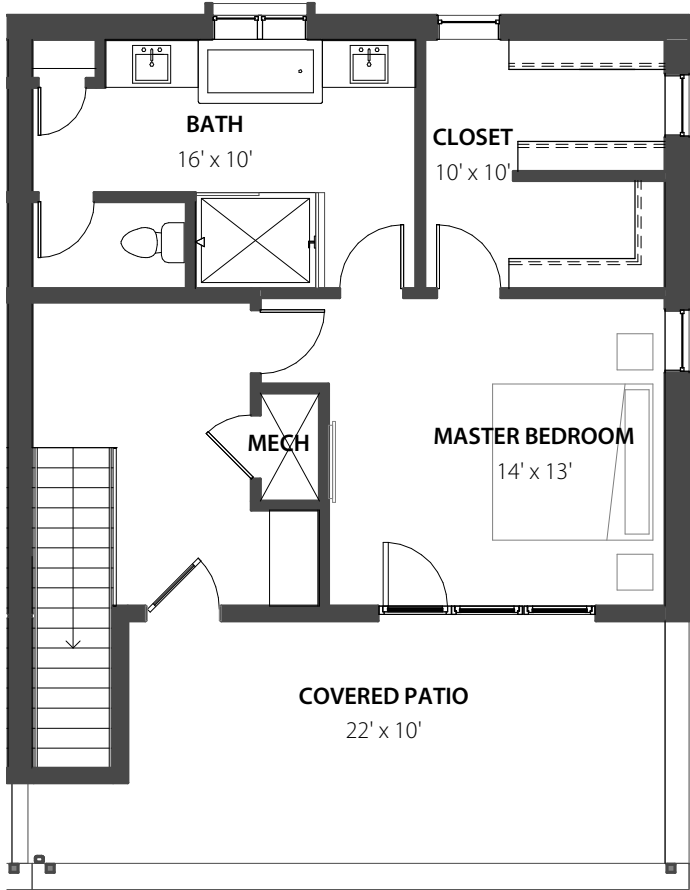 BATH
16' x 10'
CLOSET
10' x 10'
MECH
MASTER BEDROOM
14' x 13'
COVERED PATIO
22' x 10'